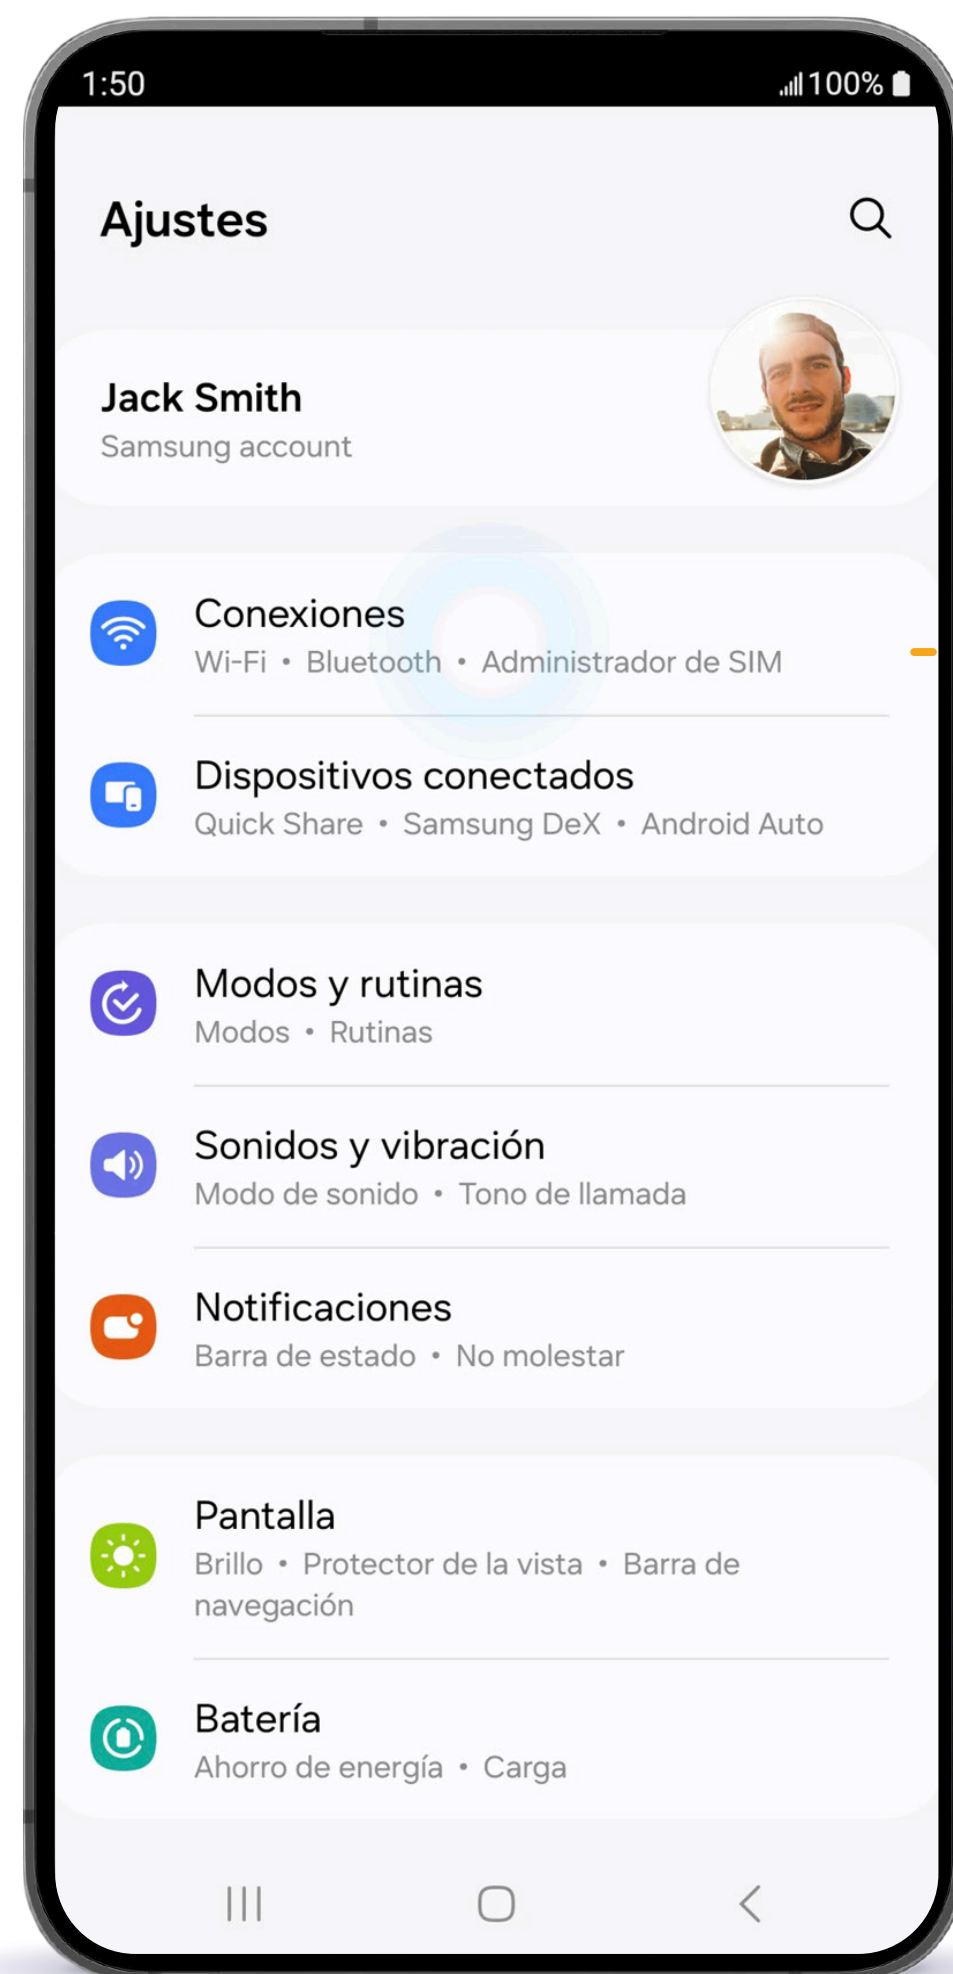 1:50
100%
Ajustes
Jack Smith
Samsung account
Conexiones
Wi-Fi • Bluetooth • Administrador de SIM
Dispositivos conectados
Quick Share • Samsung DeX • Android Auto
Modos y rutinas
Modos • Rutinas
Sonidos y vibración
Modo de sonido • Tono de llamada
Notificaciones
Barra de estado • No molestar
Pantalla
Brillo • Protector de la vista • Barra de
navegación
Batería
Ahorro de energía • Carga